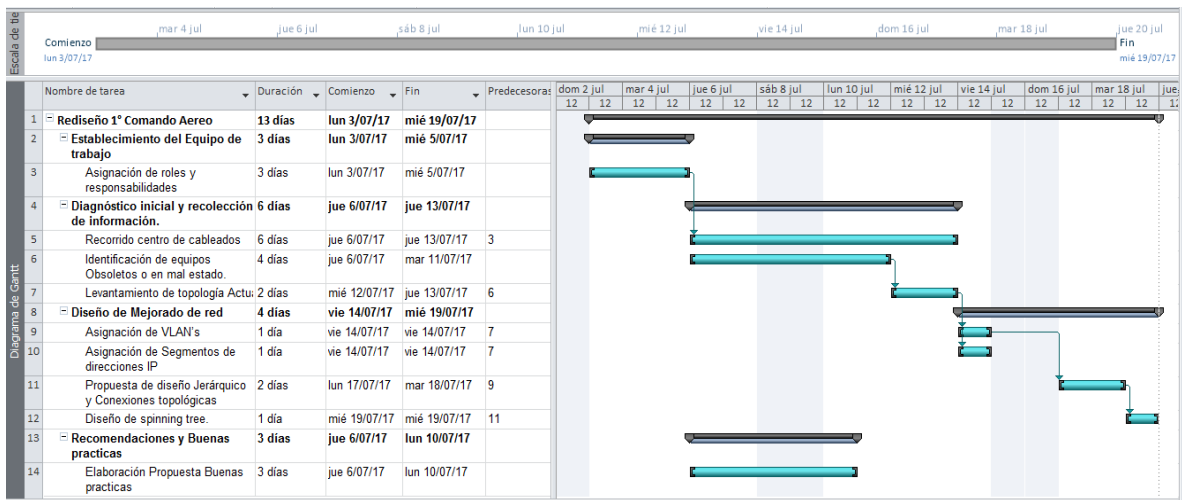 Escala de tie
mar 4 jul
jue 6 jul
sáb 8 jul
lun 10 jul
mié 12 jul
vie 14 jul
dom 16 jul
mar 18 jul
jue 20 jul
Comienzo
lun 3/07/17
Fin
mié 19/07/17
Diagrama de Gantt
Nombre de tarea Duración Comienzo Fin Predecesoras
dom 2 jul mar 4 jul jue 6 jul sáb 8 jul lun 10 jul mié 12 jul vie 14 jul dom 16 jul mar 18 jul jue
12 12 12 12 12 12 12 12 12 12 12 12 12 12 12 12 12 12 12
1 Rediseño 1° Comando Aereo 13 días lun 3/07/17 mié 19/07/17
2 Establecimiento del Equipo de 3 días lun 3/07/17 mié 5/07/17
trabajo
3 Asignación de roles y 3 días lun 3/07/17 mié 5/07/17
responsabilidades
4 Diagnóstico inicial y recolección 6 días jue 6/07/17 jue 13/07/17
de información.
5 Recorrido centro de cableados 6 días jue 6/07/17 jue 13/07/17 3
6 Identificación de equipos 4 días jue 6/07/17 mar 11/07/17
Obsoletos o en mal estado.
7 Levantamiento de topología Actua 2 días mié 12/07/17 jue 13/07/17 6
8 Diseño de Mejorado de red 4 días vie 14/07/17 mié 19/07/17
9 Asignación de VLAN's 1 día vie 14/07/17 vie 14/07/17 7
10 Asignación de Segmentos de 1 día vie 14/07/17 vie 14/07/17 7
direcciones IP
11 Propuesta de diseño Jerárquico 2 días lun 17/07/17 mar 18/07/17 9
y Conexiones topológicas
12 Diseño de spinning tree. 1 día mié 19/07/17 mié 19/07/17 11
13 Recomendaciones y Buenas 3 días jue 6/07/17 lun 10/07/17
practicas
14 Elaboración Propuesta Buenas 3 días jue 6/07/17 lun 10/07/17
practicas